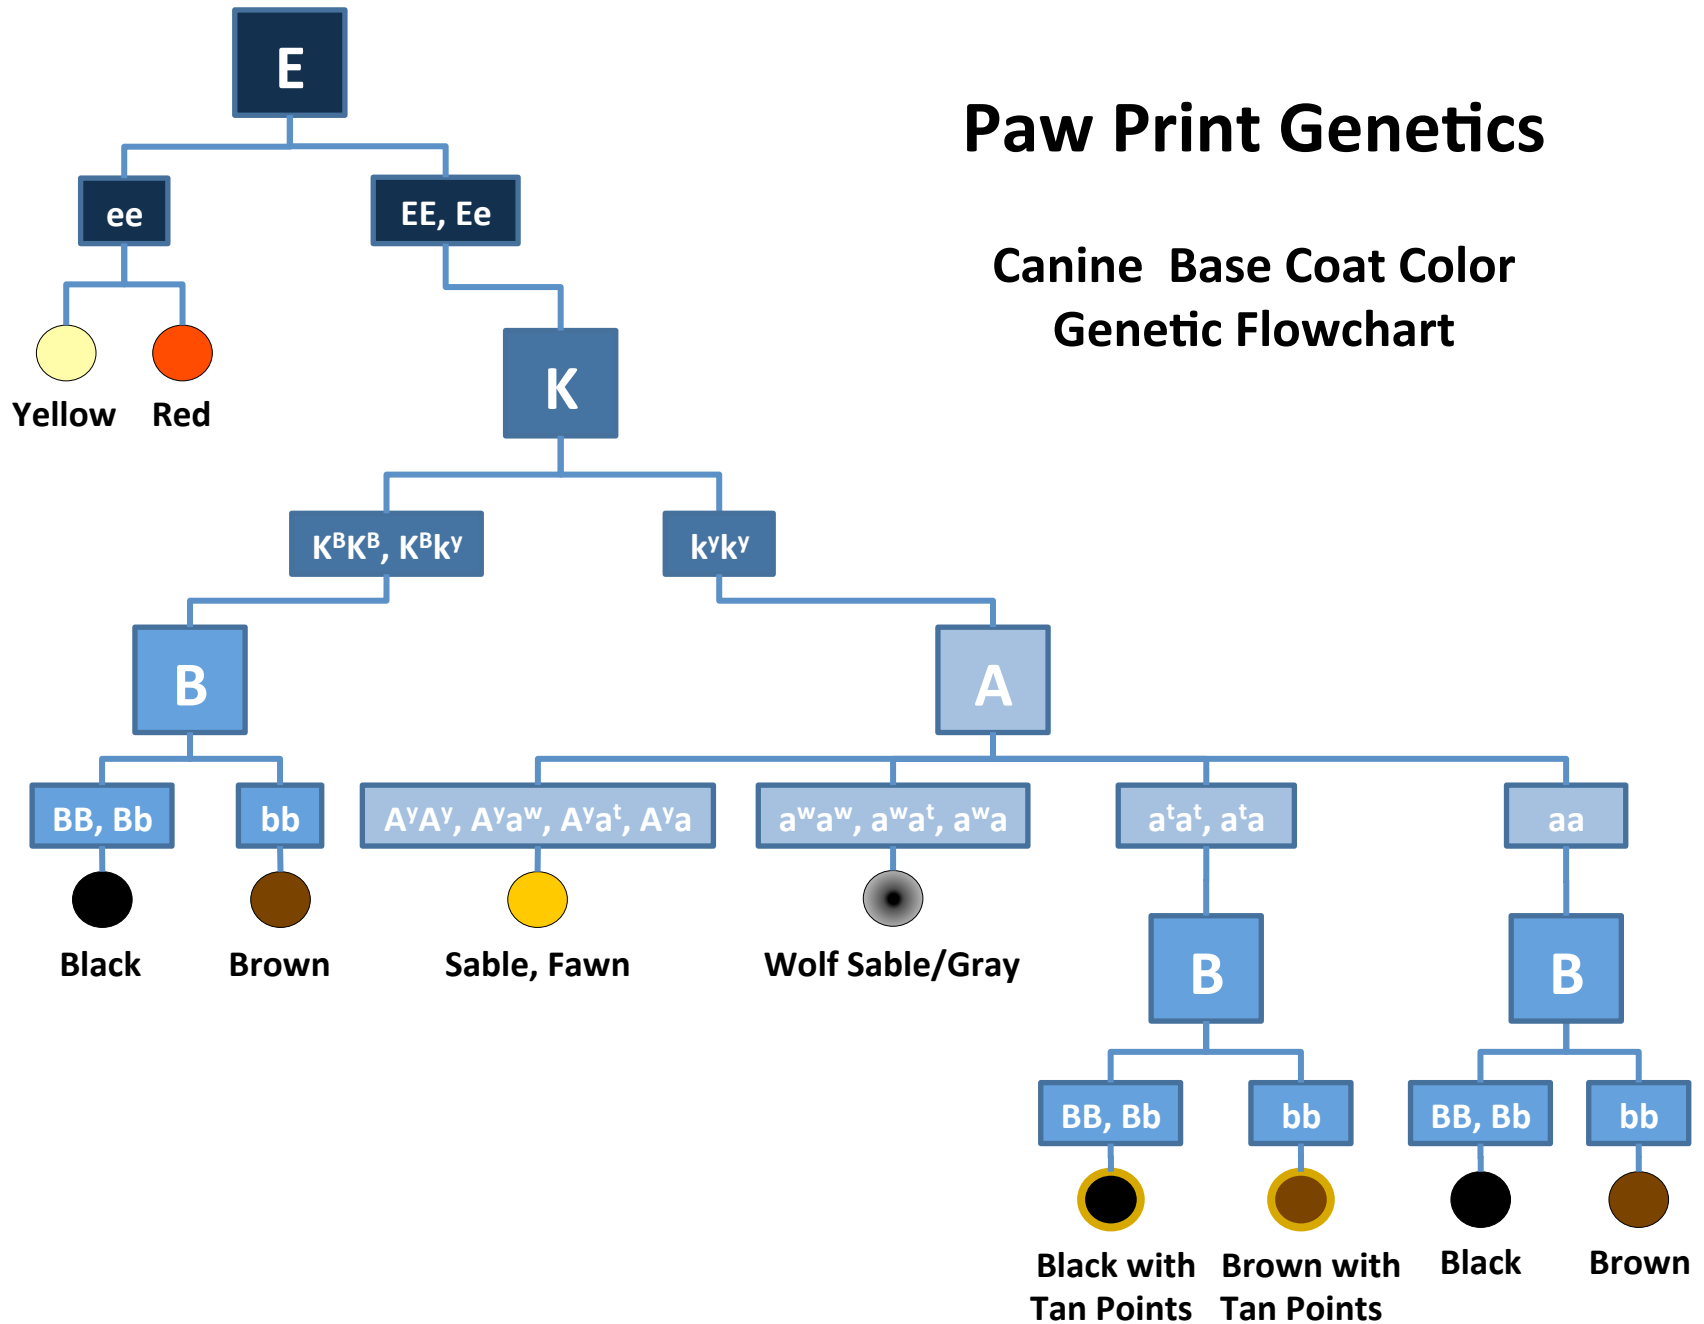 E
Paw Print Genetics
ee
EE, Ee
Canine Base Coat Color
Genetic Flowchart
K
Yellow
Red
KᴮKᴮ, Kᴮkʸ
kʸkʸ
B
A
BB, Bb
bb
AʸAʸ, Aʸaʷ, Aʸaᵗ, Aʸa
aʷaʷ, aʷaᵗ, aʷa
aᵗaᵗ, aᵗa
aa
Black
Brown
Sable, Fawn
Wolf Sable/Gray
B
B
BB, Bb
bb
BB, Bb
bb
Black with
Tan Points
Brown with
Tan Points
Black
Brown